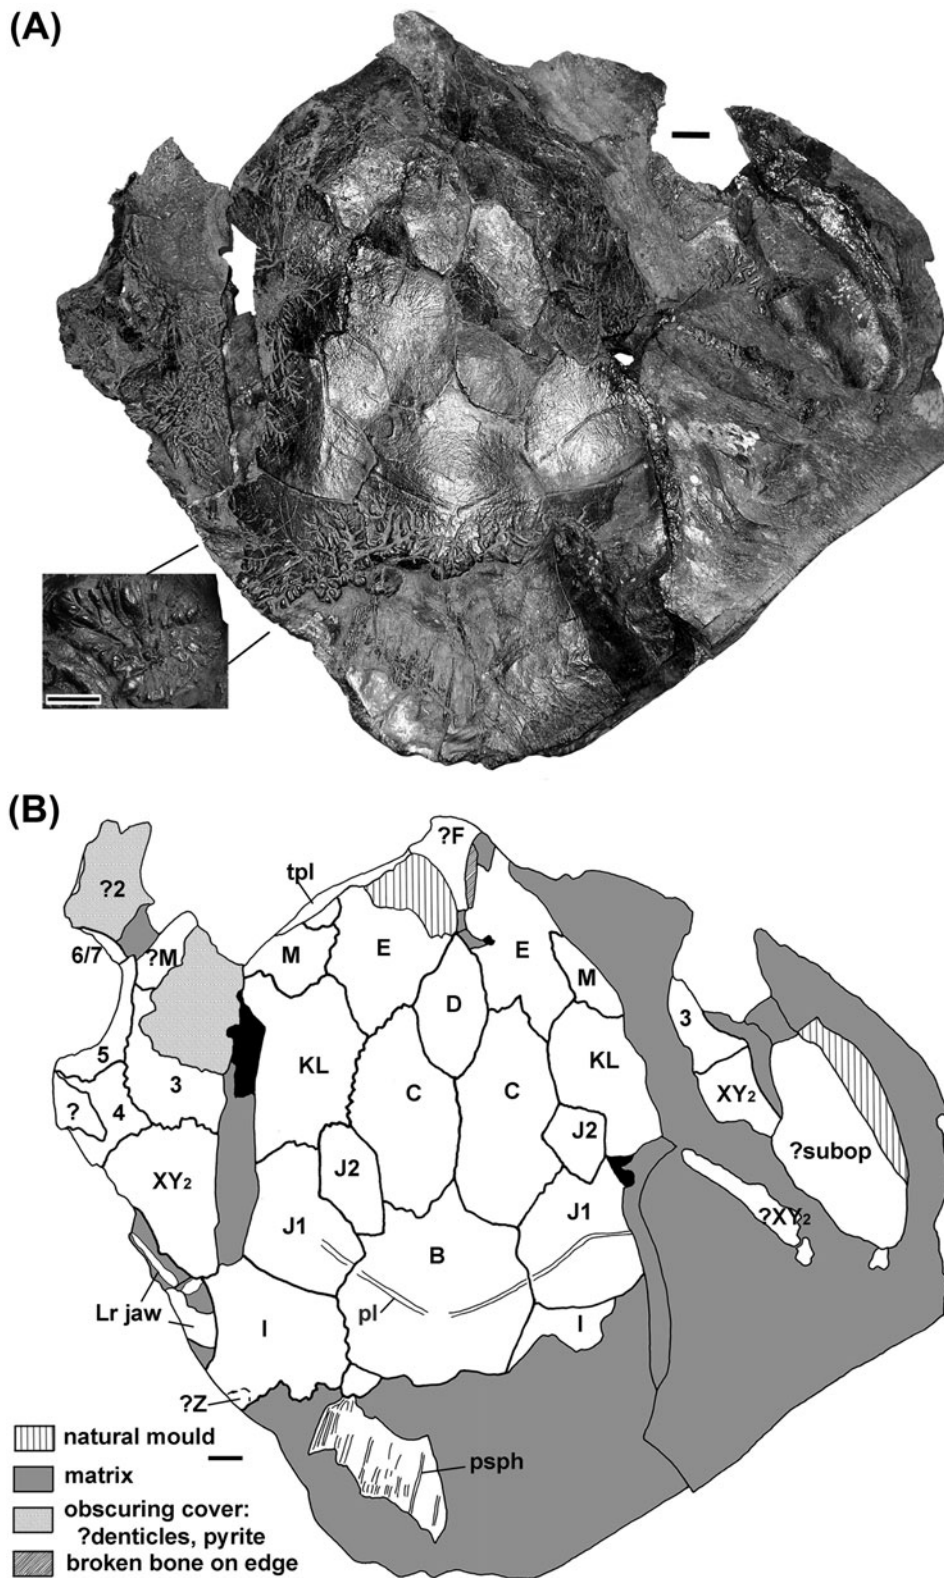 (A)
(B)
?F
tpl
?2
6/7
?M
M
E
E
D
M
5
3
KL
C
C
KL
3
?
4
J2
J2
XY2
XY2
?subop
J1
J1
?XY2
B
Lr jaw
pl
I
I
?Z
natural mould
psph
matrix
obscuring cover:
?denticles, pyrite
broken bone on edge